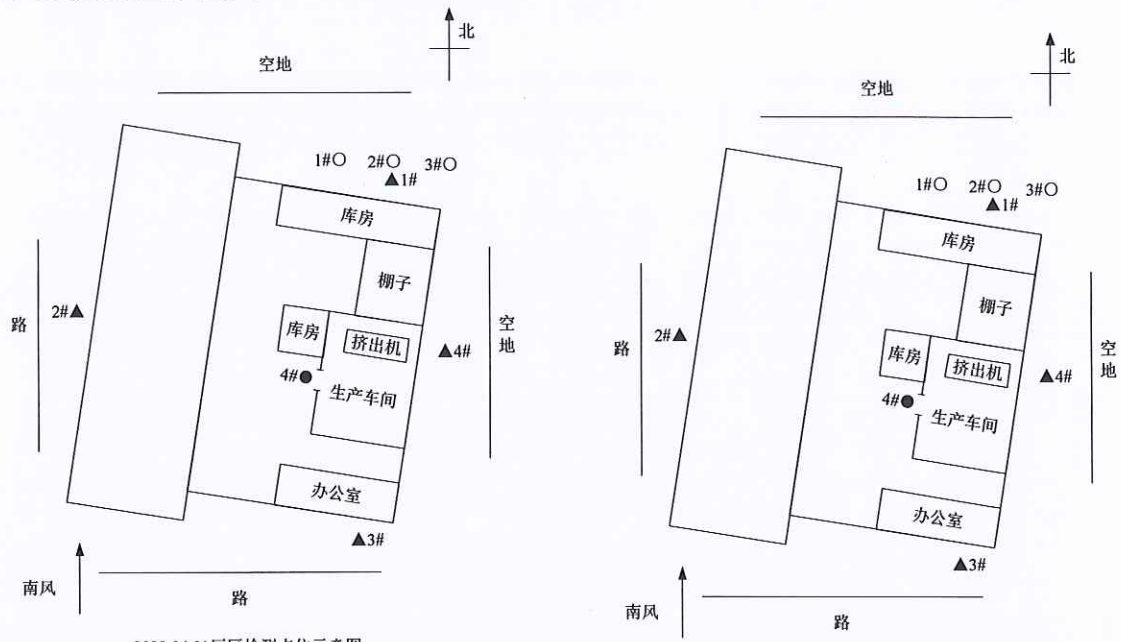 北
空地
1#○ 2#○ 3#○
▲1#
库房
棚子
路
2#▲
库房
挤出机
▲4#
空地
4#●
生产车间
办公室
▲3#
南风
路
北
空地
1#○ 2#○ 3#○
▲1#
库房
棚子
路
2#▲
库房
挤出机
▲4#
空地
4#●
生产车间
办公室
▲3#
南风
路